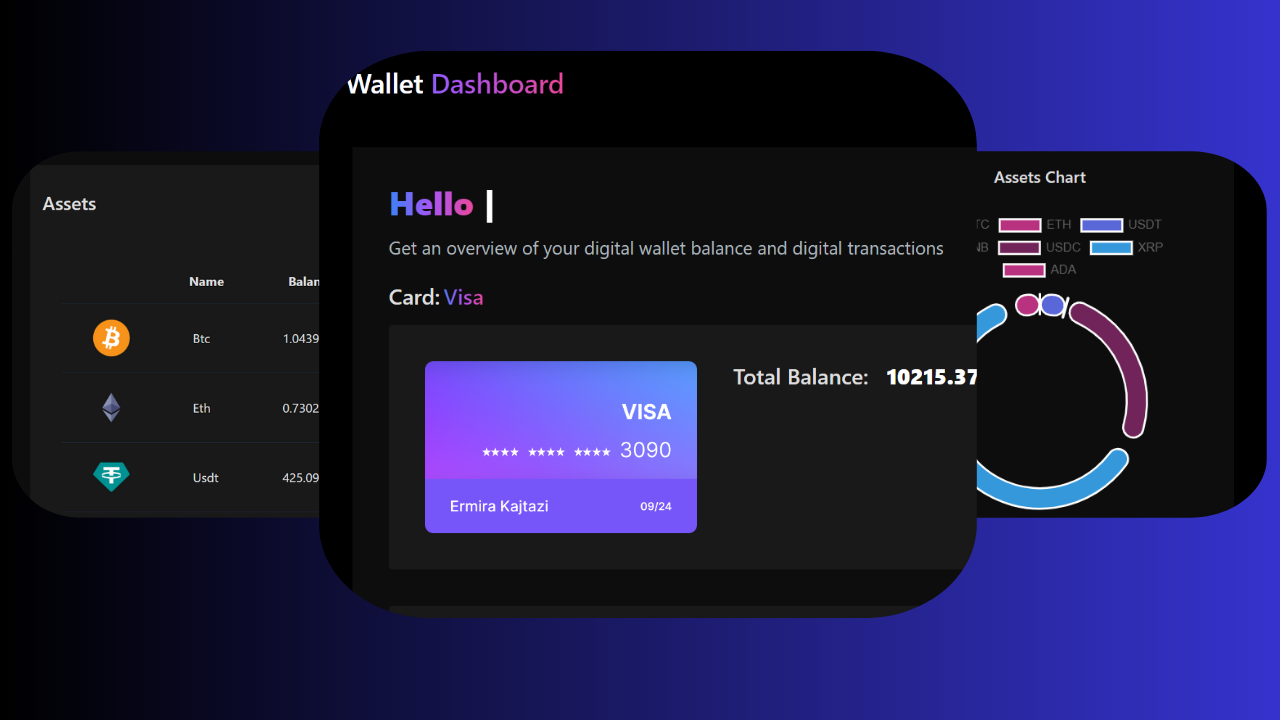 Wallet Dashboard
Hello |
Get an overview of your digital wallet balance and digital transactions
Card: Visa
VISA
**** **** **** 3090
Ermira Kajtazi
09/24
Total Balance: 10215.37
Assets
Name Balan
Btc 1.0439
Eth 0.7302
Usdt 425.09
Assets Chart
TC ETH USDT
NB USDC XRP
ADA